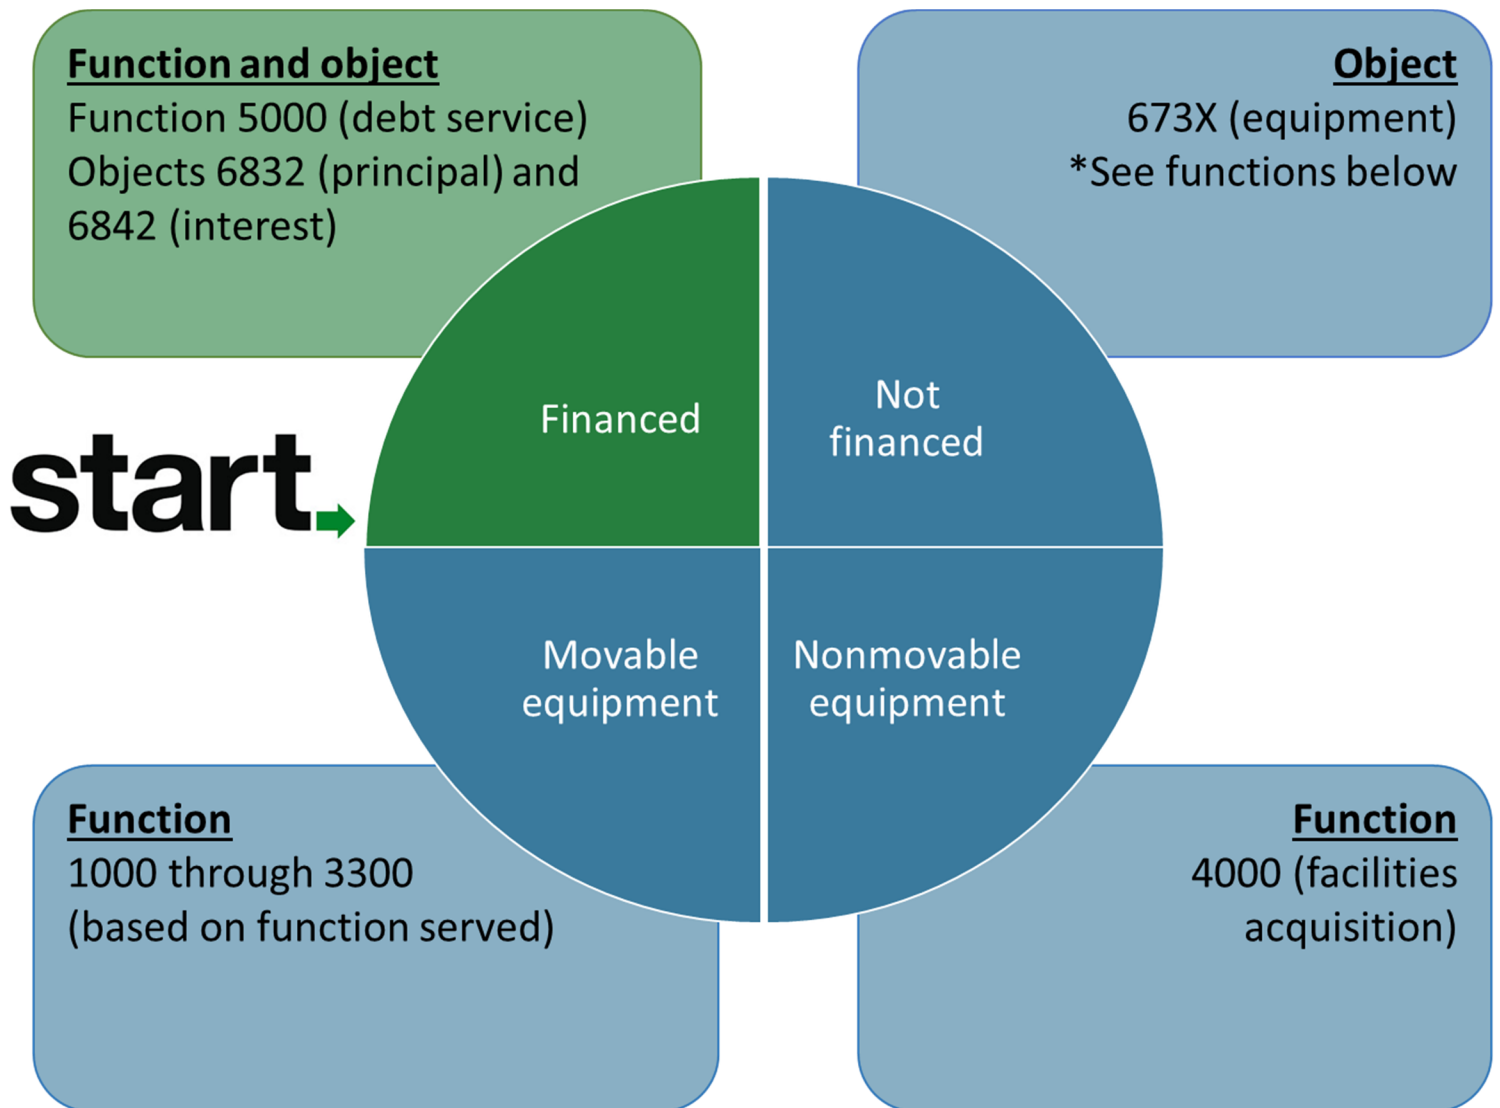 Function and object
Function 5000 (debt service)
Objects 6832 (principal) and
6842 (interest)
Object
673X (equipment)
*See functions below
start.
Financed
Not
financed
Movable
equipment
Nonmovable
equipment
Function
1000 through 3300
(based on function served)
Function
4000 (facilities
acquisition)